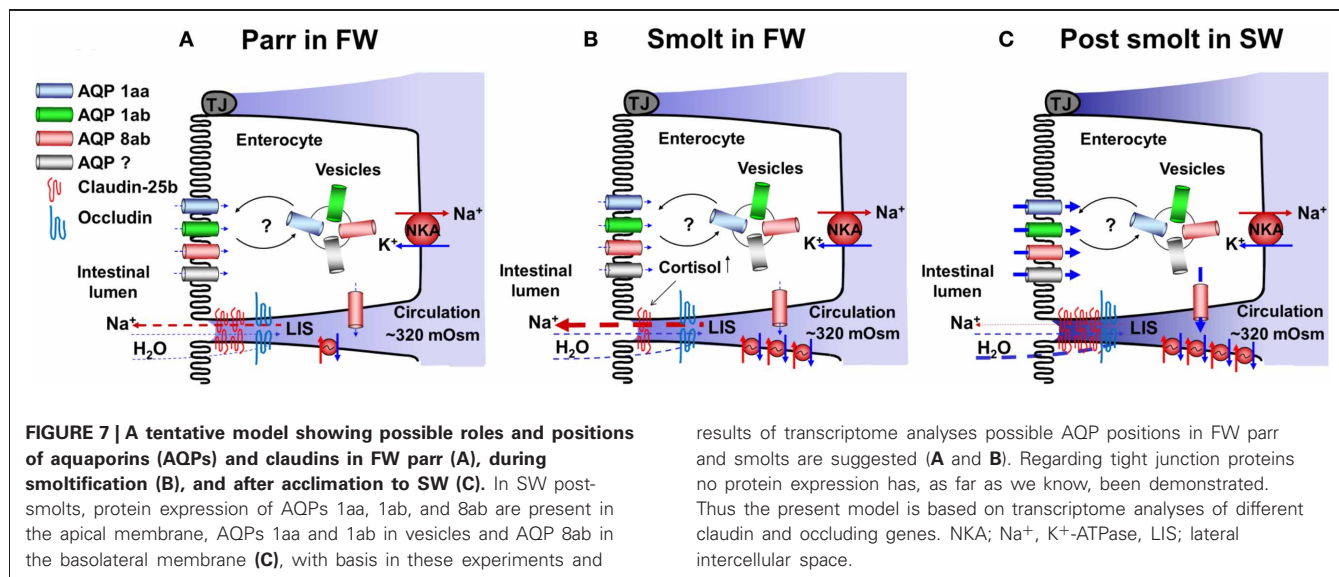 A Parr in FW
B Smolt in FW
C Post smolt in SW
AQP 1aa
AQP 1ab
AQP 8ab
AQP ?
Claudin-25b
Occludin
TJ
Enterocyte
Vesicles
?
Na⁺
K⁺
NKA
Intestinal
lumen
Na⁺
H₂O
LIS
Circulation
~320 mOsm
TJ
Enterocyte
Vesicles
?
Cortisol ↑
Na⁺
K⁺
NKA
Intestinal
lumen
Na⁺
H₂O
LIS
Circulation
~320 mOsm
TJ
Enterocyte
Vesicles
?
Na⁺
K⁺
NKA
Intestinal
lumen
Na⁺
H₂O
LIS
Circulation
~320 mOsm
FIGURE 7 | A tentative model showing possible roles and positions
of aquaporins (AQPs) and claudins in FW parr (A), during
smoltification (B), and after acclimation to SW (C). In SW post-
smolts, protein expression of AQPs 1aa, 1ab, and 8ab are present in
the apical membrane, AQPs 1aa and 1ab in vesicles and AQP 8ab in
the basolateral membrane (C), with basis in these experiments and
results of transcriptome analyses possible AQP positions in FW parr
and smolts are suggested (A and B). Regarding tight junction proteins
no protein expression has, as far as we know, been demonstrated.
Thus the present model is based on transcriptome analyses of different
claudin and occluding genes. NKA; Na⁺, K⁺-ATPase, LIS; lateral
intercellular space.